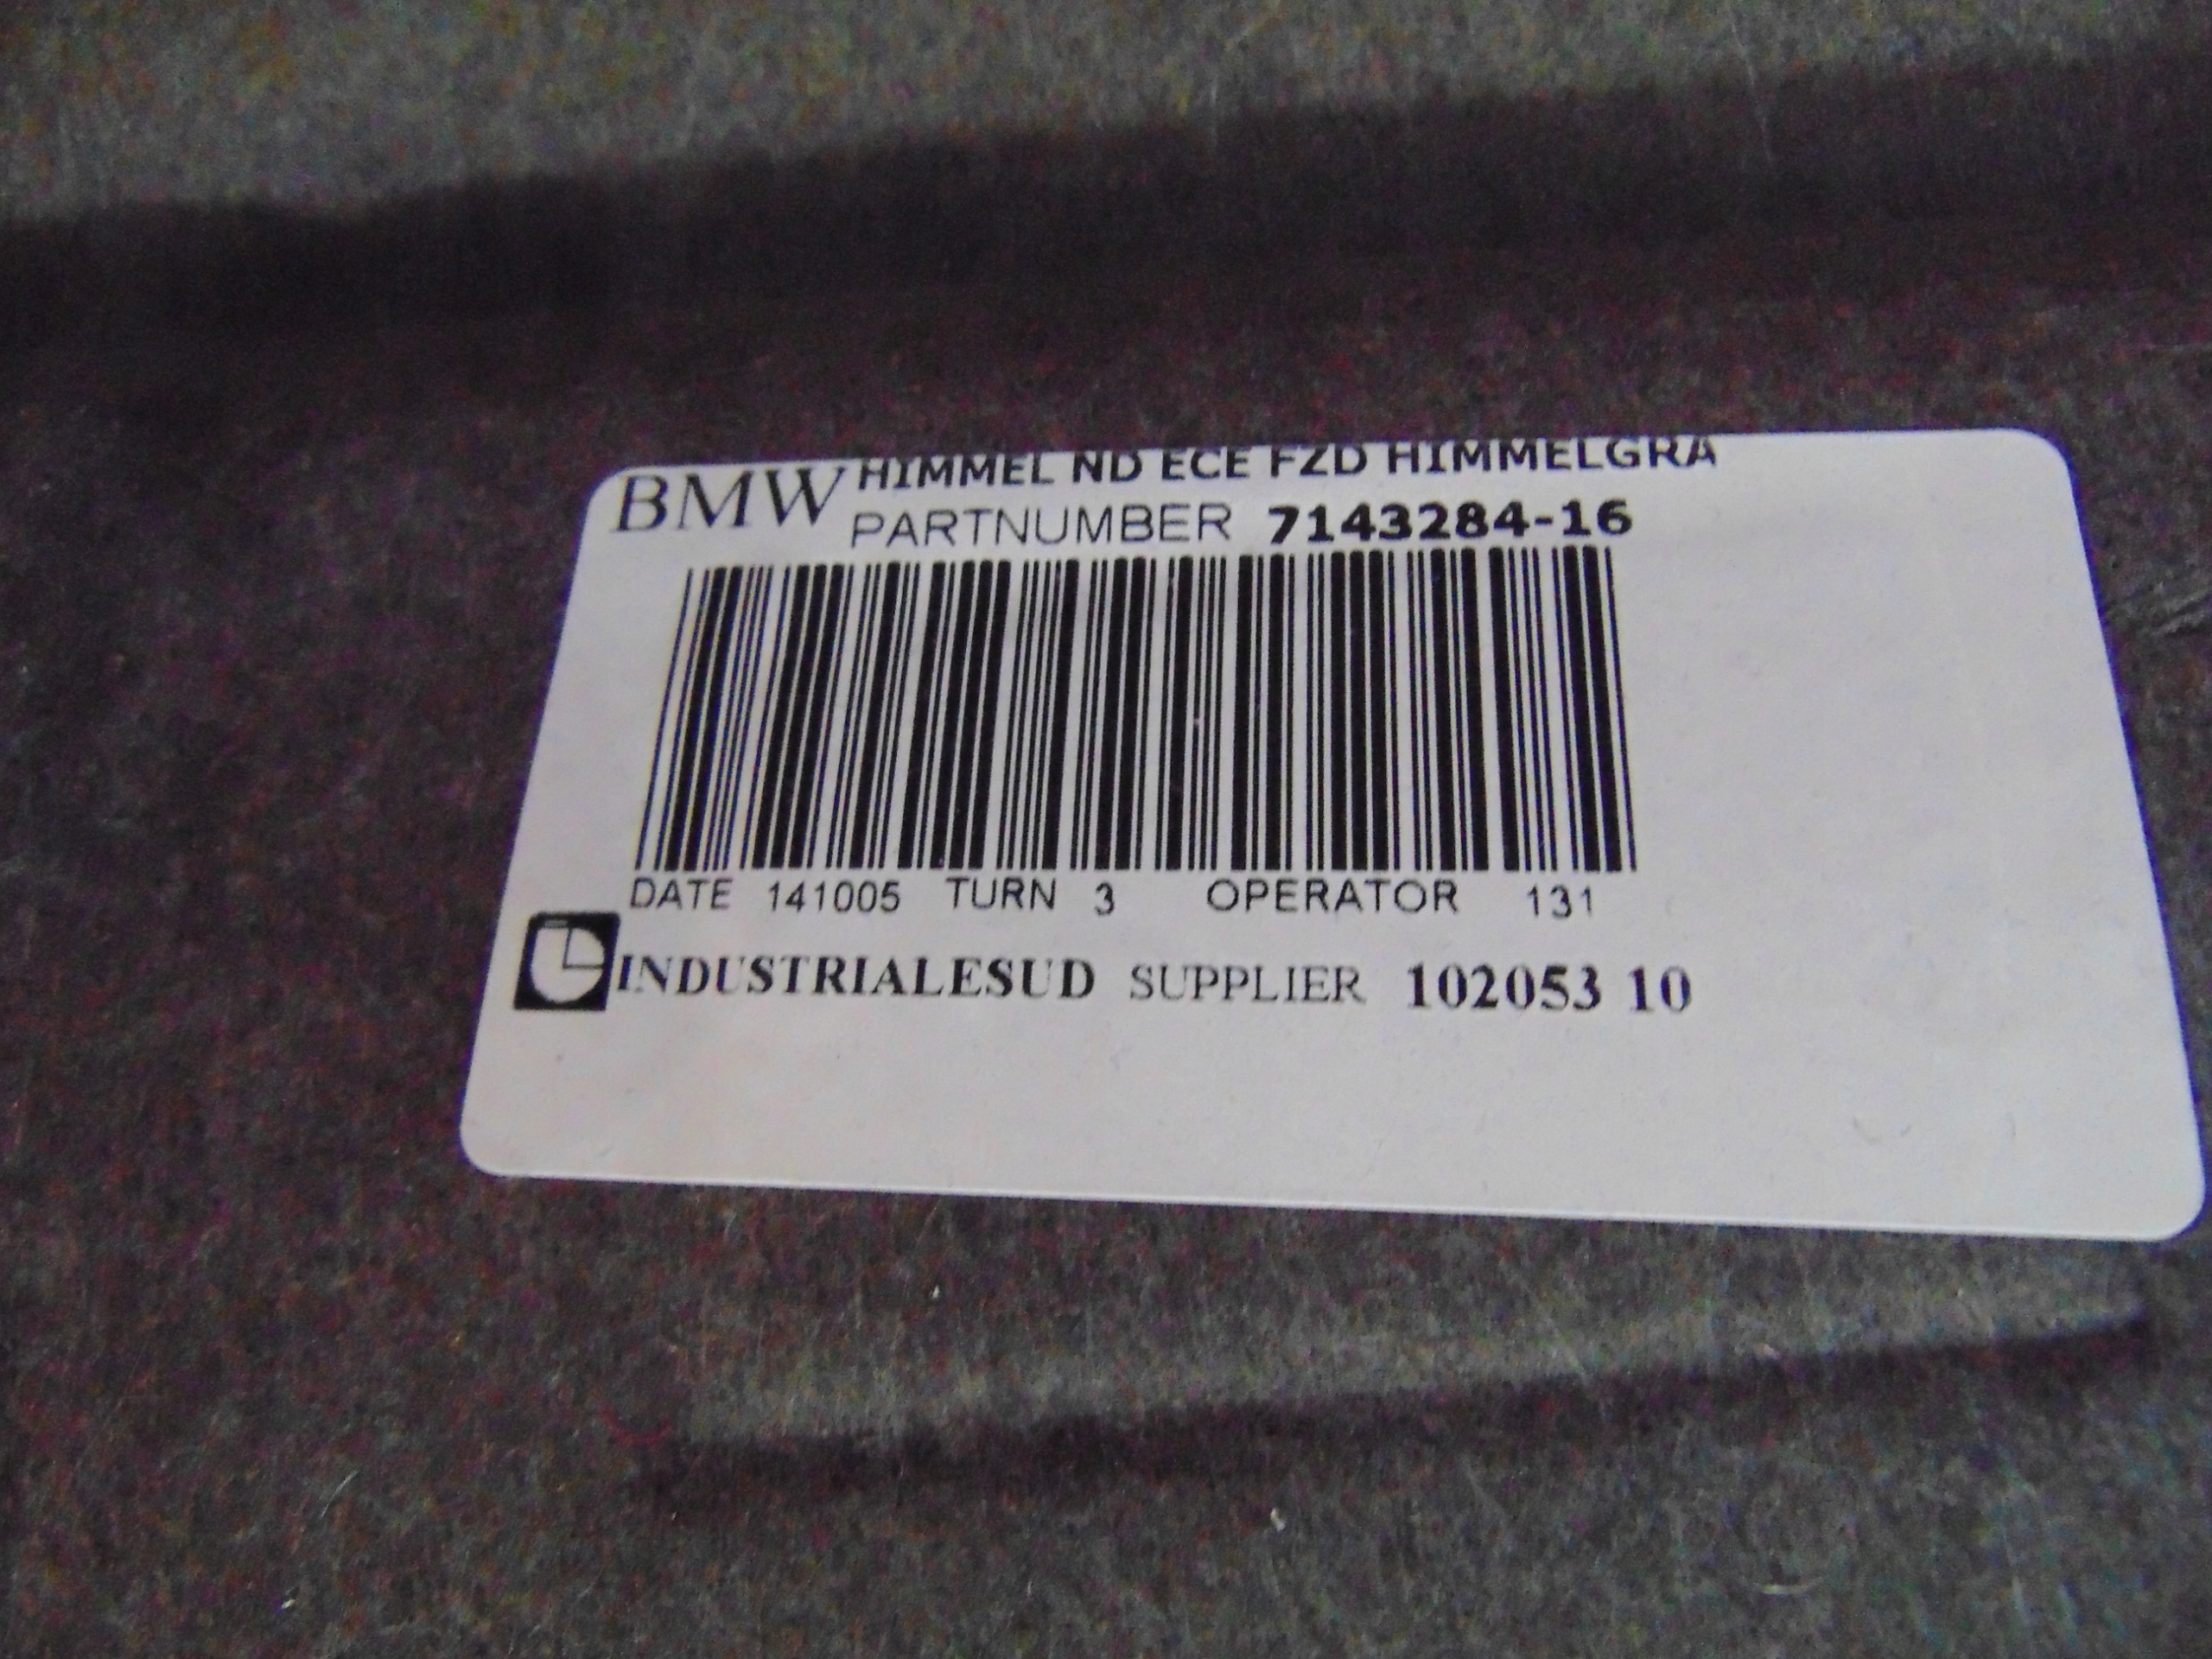 BMW HIMMEL ND ECE FZD HIMMELGRA
PARTNUMBER 7143284-16
DATE 141005 TURN 3 OPERATOR 131
INDUSTRIALESUD SUPPLIER 102053 10